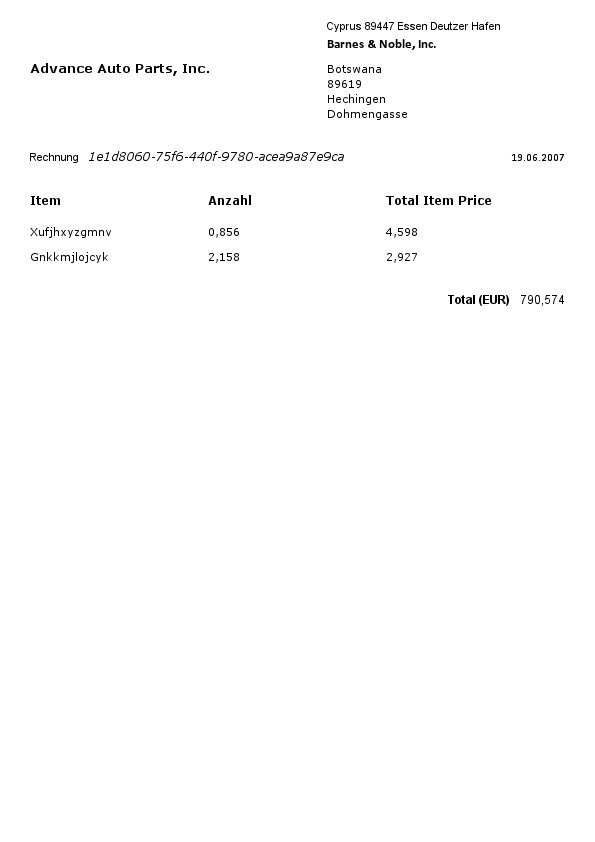 Cyprus 89447 Essen Deutzer Hafen
Barnes & Noble, Inc.
Advance Auto Parts, Inc.
Botswana
89619
Hechingen
Dohmengasse
Rechnung 1e1d8060-75f6-440f-9780-acea9a87e9ca 19.06.2007
Item Anzahl Total Item Price
Xufjhxyzgmnv 0,856 4,598
Gnkkmjlojcyk 2,158 2,927
Total (EUR) 790,574